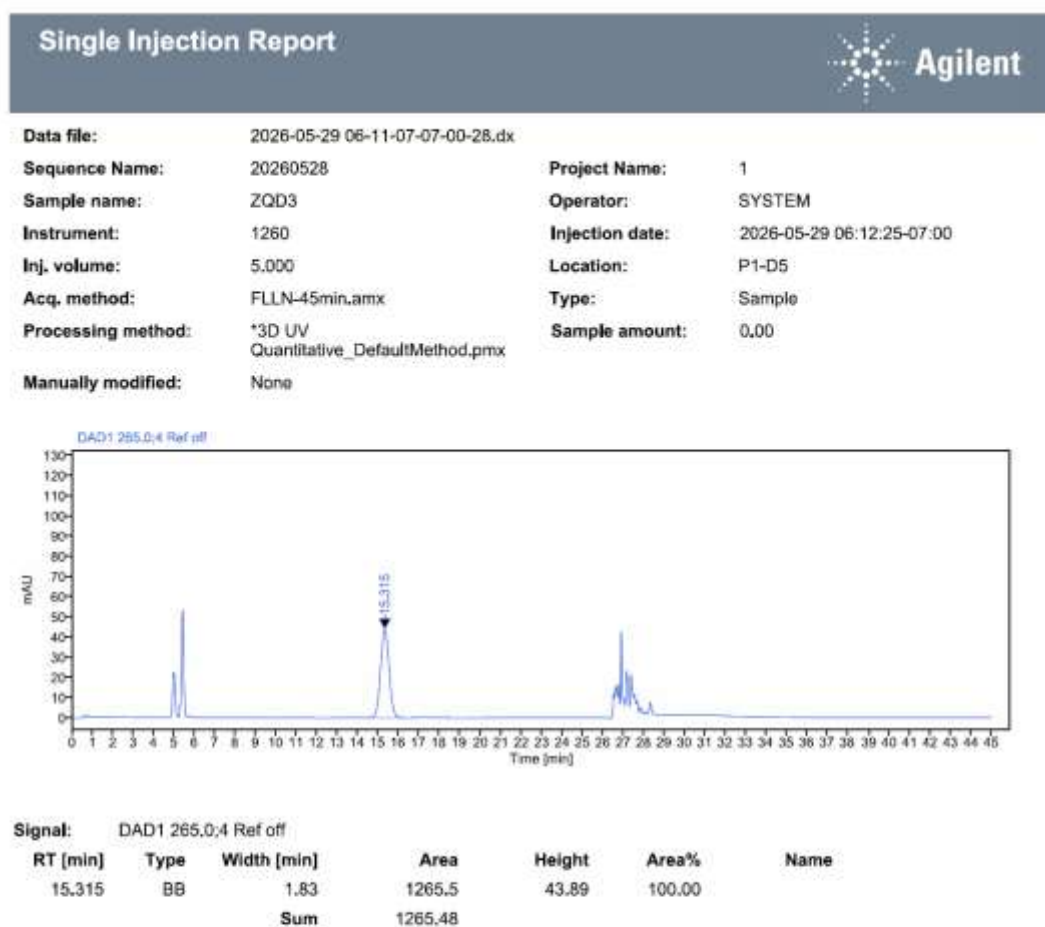 Single Injection Report
Agilent
Data file: 2026-05-29 06-11-07-07-00-28.dx
Sequence Name: 20260528 Project Name: 1
Sample name: ZQD3 Operator: SYSTEM
Instrument: 1260 Injection date: 2026-05-29 06:12:25-07:00
Inj. volume: 5.000 Location: P1-D5
Acq. method: FLLN-45min.amx Type: Sample
Processing method: *3D UV Sample amount: 0.00
Quantitative_DefaultMethod.pmx
Manually modified: None
DAD1 265.0;4 Ref off
130
120
110
100
90
80
70
60
50
40
30
20
10
0
mAU
15.315
0 1 2 3 4 5 6 7 8 9 10 11 12 13 14 15 16 17 18 19 20 21 22 23 24 25 26 27 28 29 30 31 32 33 34 35 36 37 38 39 40 41 42 43 44 45
Time [min]
Signal: DAD1 265.0;4 Ref off
RT [min] Type Width [min] Area Height Area% Name
15.315 BB 1.83 1265.5 43.89 100.00
Sum 1265.48